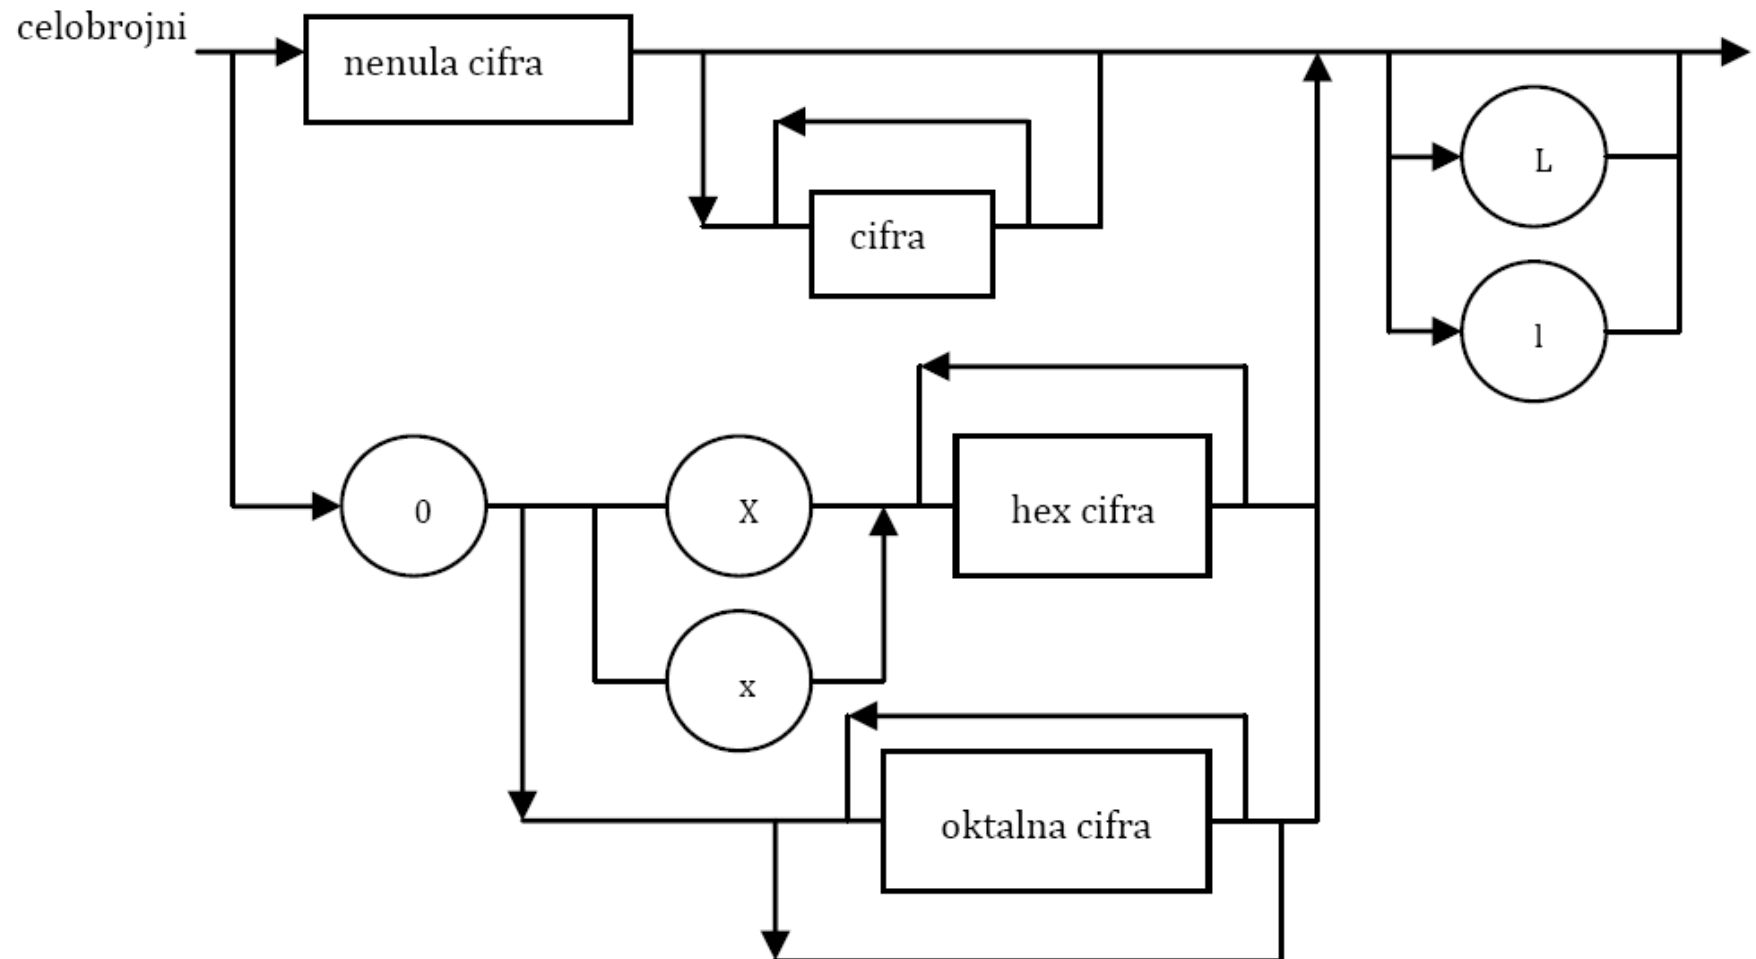 celobrojni
nenula cifra
cifra
L
l
0
X
hex cifra
x
oktalna cifra